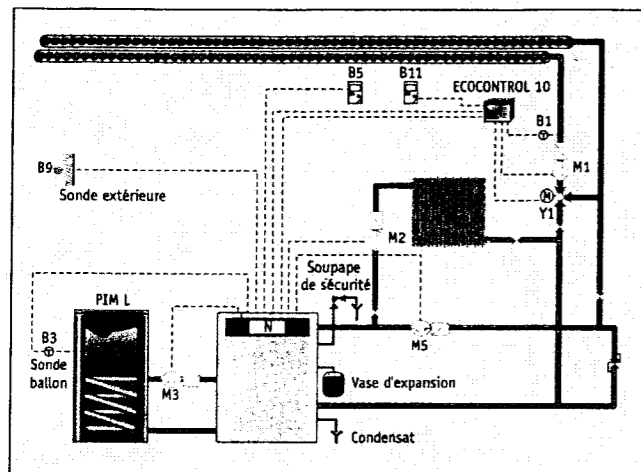 B5
B11
ECOCONTROL 10
B1
M1
B9
Sonde extérieure
M
Y1
M2
Soupape
de sécurité
PIM L
N
B3
Sonde
ballon
M5
M3
Vase d'expansion
Condensat